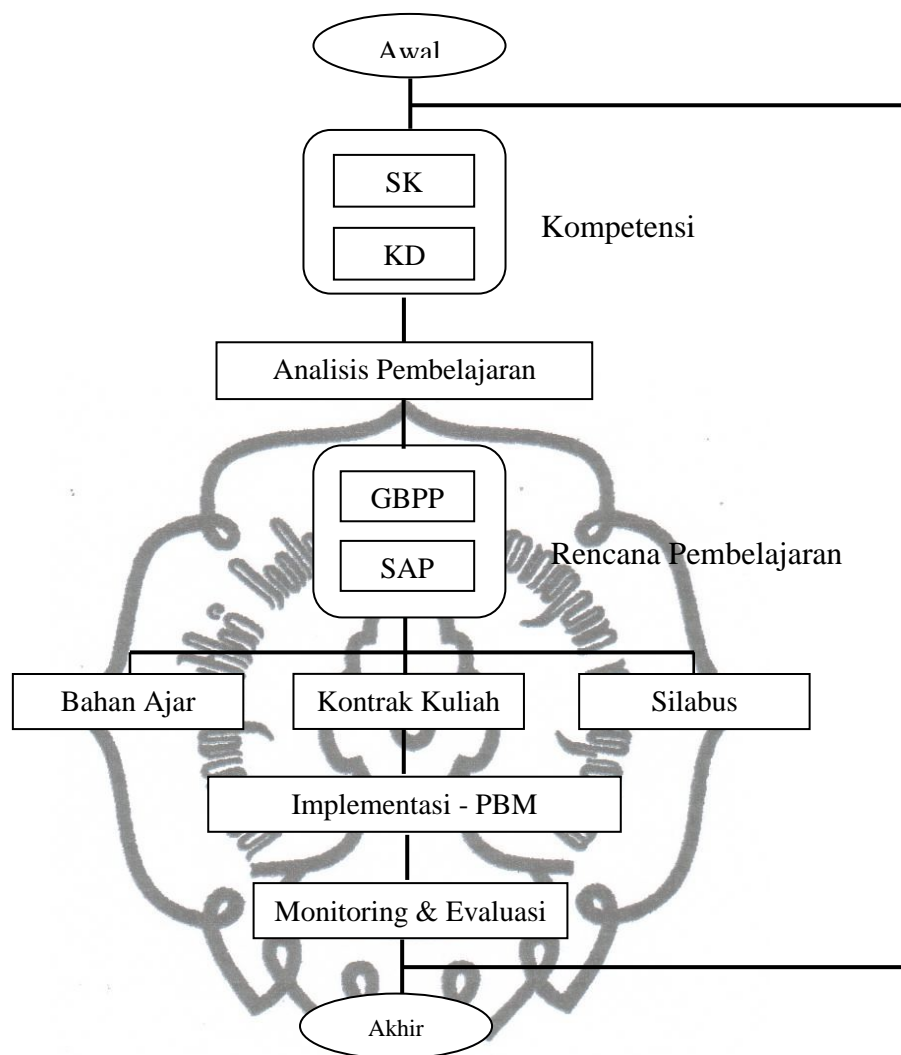 Awal
SK
Kompetensi
KD
Analisis Pembelajaran
GBPP
Rencana Pembelajaran
SAP
Bahan Ajar
Kontrak Kuliah
Silabus
Implementasi - PBM
Monitoring & Evaluasi
Akhir